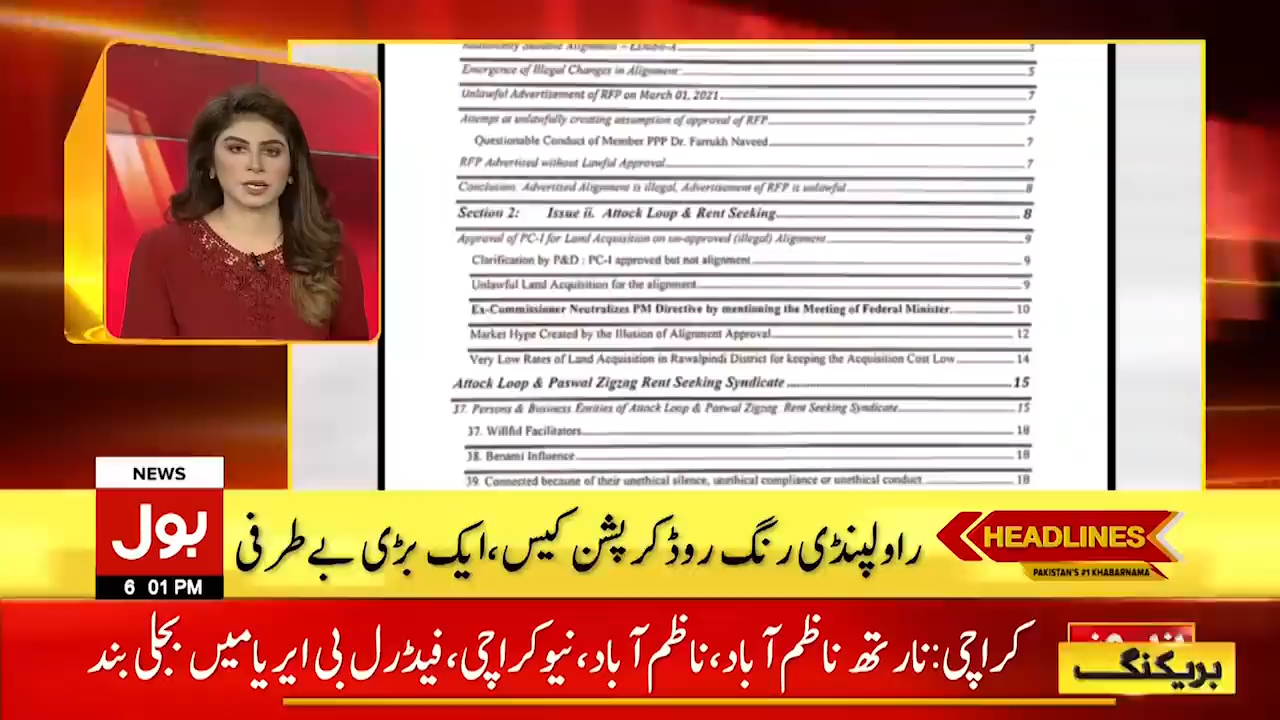 Emergence of Illegal Changes in Alignment 5
Unlawful Advertisement of RFP on March 01, 2021 7
Attempt at unlawfully creating assumption of approval of RFP 7
Questionable Conduct of Member PPP Dr. Farrukh Naveed 7
RFP Advertised without Lawful Approval 7
Conclusion. Advertised Alignment is illegal, Advertisement of RFP is unlawful 8
Section 2: Issue ii. Attock Loop & Rent Seeking 8
Approval of PC-I for Land Acquisition on un-approved (illegal) Alignment 9
Clarification by P&D : PC-I approved but not alignment 9
Unlawful Land Acquisition for the alignment 9
Ex-Commissioner Neutralizes PM Directive by mentioning the Meeting of Federal Minister. 10
Market Hype Created by the Illusion of Alignment Approval 12
Very Low Rates of Land Acquisition in Rawalpindi District for keeping the Acquisition Cost Low 14
Attock Loop & Paswal Zigzag Rent Seeking Syndicate 15
37. Persons & Business Entities of Attock Loop & Paswal Zigzag Rent Seeking Syndicate 15
37. Willful Facilitators 18
38. Benami Influence 18
39. Connected because of their unethical silence, unethical compliance or unethical conduct 18
NEWS
بول
6 01 PM
راولپنڈی رنگ روڈ کرپشن کیس، ایک بڑی بے طرفی
HEADLINES
PAKISTAN'S #1 KHABARNAMA
کراچی: نارتھ ناظم آباد، ناظم آباد، نیو کراچی، فیڈرل بی ایریا میں بجلی بند
بریکنگ